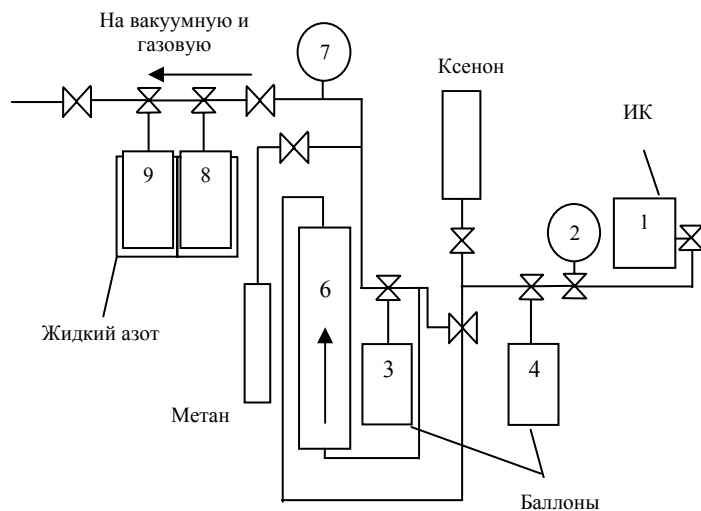 На вакуумную и
газовую
7
Ксенон
ИК
9
8
1
2
6
Жидкий азот
3
4
Метан
Баллоны